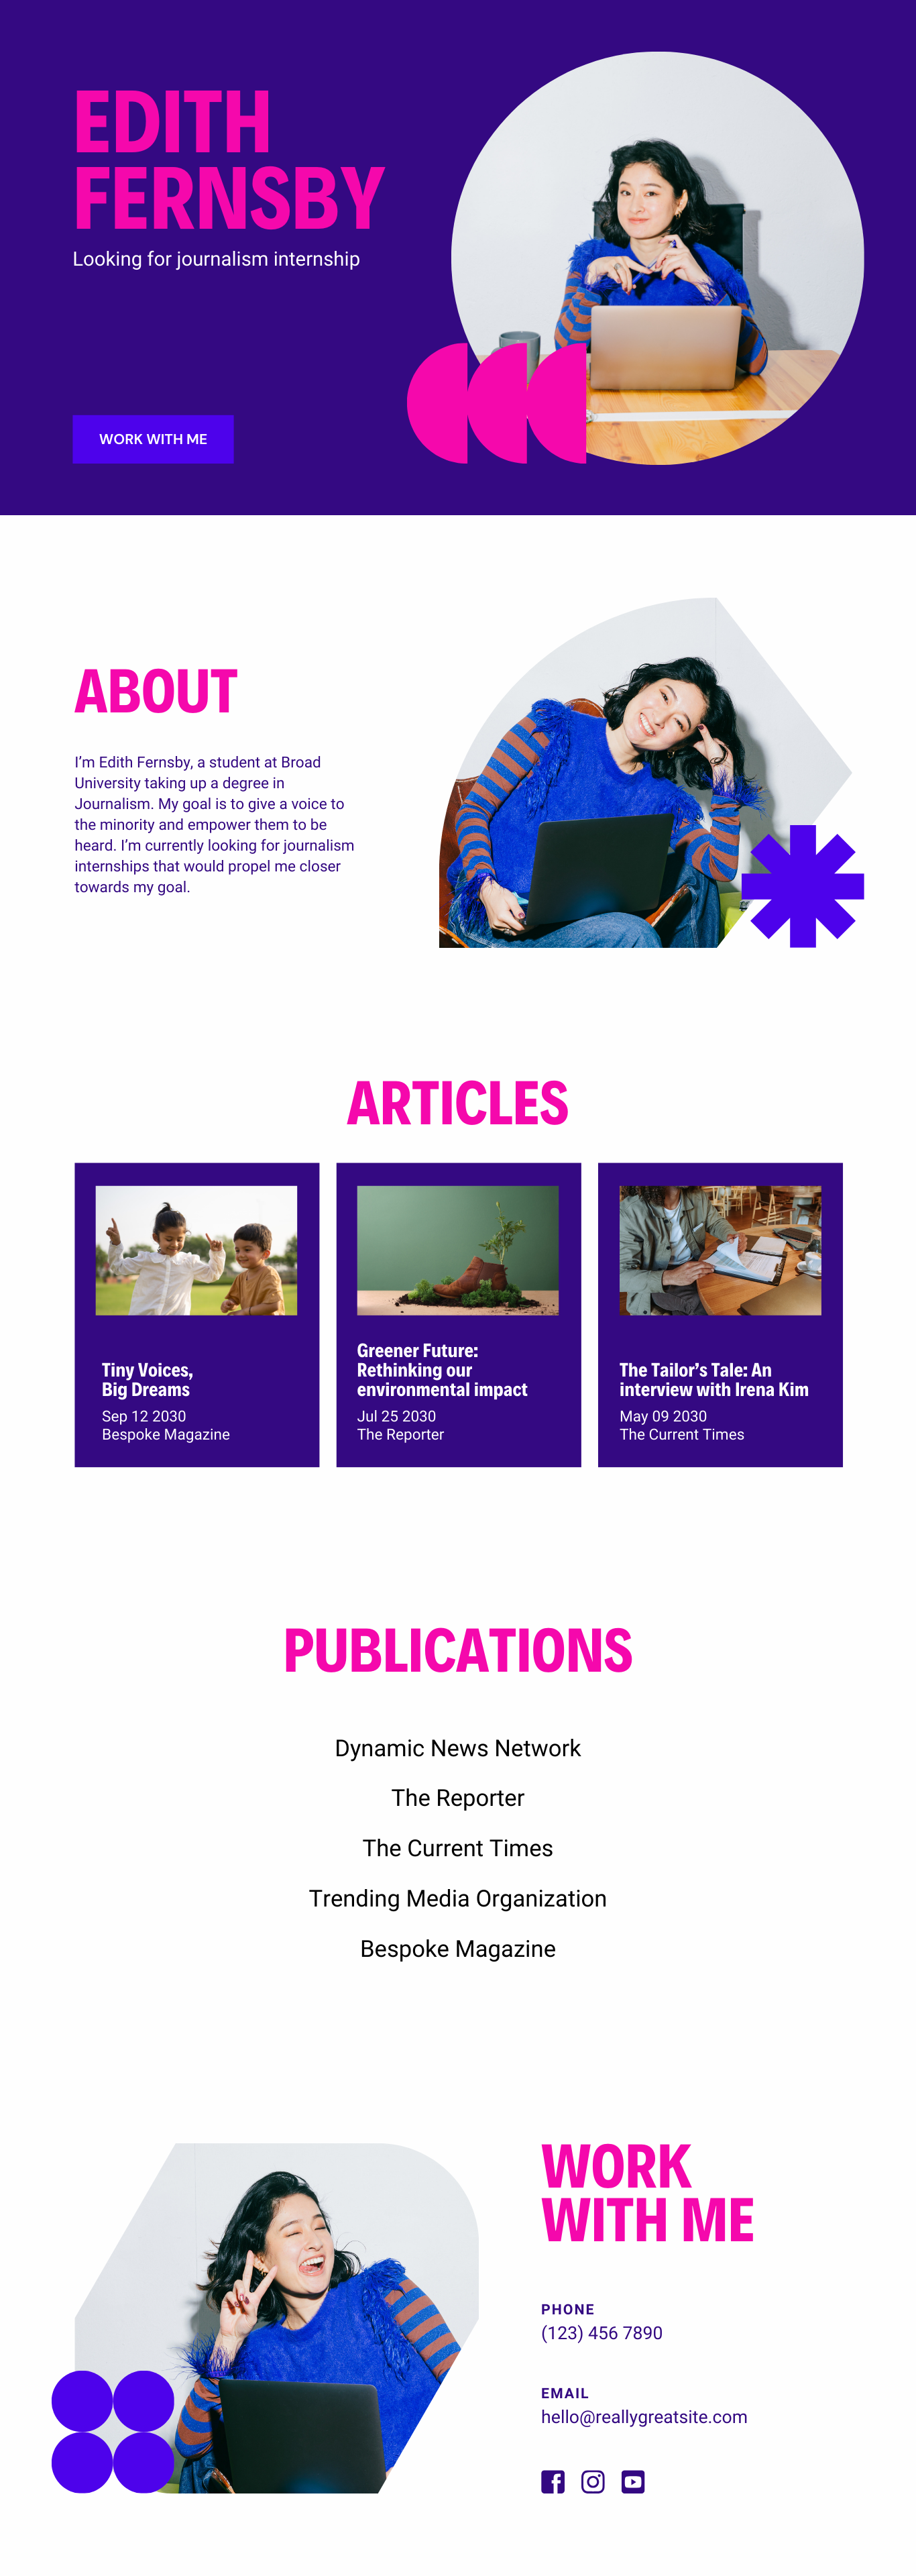 EDITH
FERNSBY
Looking for journalism internship
WORK WITH ME
ABOUT
I’m Edith Fernsby, a student at Broad
University taking up a degree in
Journalism. My goal is to give a voice to
the minority and empower them to be
heard. I’m currently looking for journalism
internships that would propel me closer
towards my goal.
ARTICLES
Tiny Voices,
Big Dreams
Sep 12 2030
Bespoke Magazine
Greener Future:
Rethinking our
environmental impact
Jul 25 2030
The Reporter
The Tailor’s Tale: An
interview with Irena Kim
May 09 2030
The Current Times
PUBLICATIONS
Dynamic News Network
The Reporter
The Current Times
Trending Media Organization
Bespoke Magazine
WORK
WITH ME
PHONE
(123) 456 7890
EMAIL
hello@reallygreatsite.com